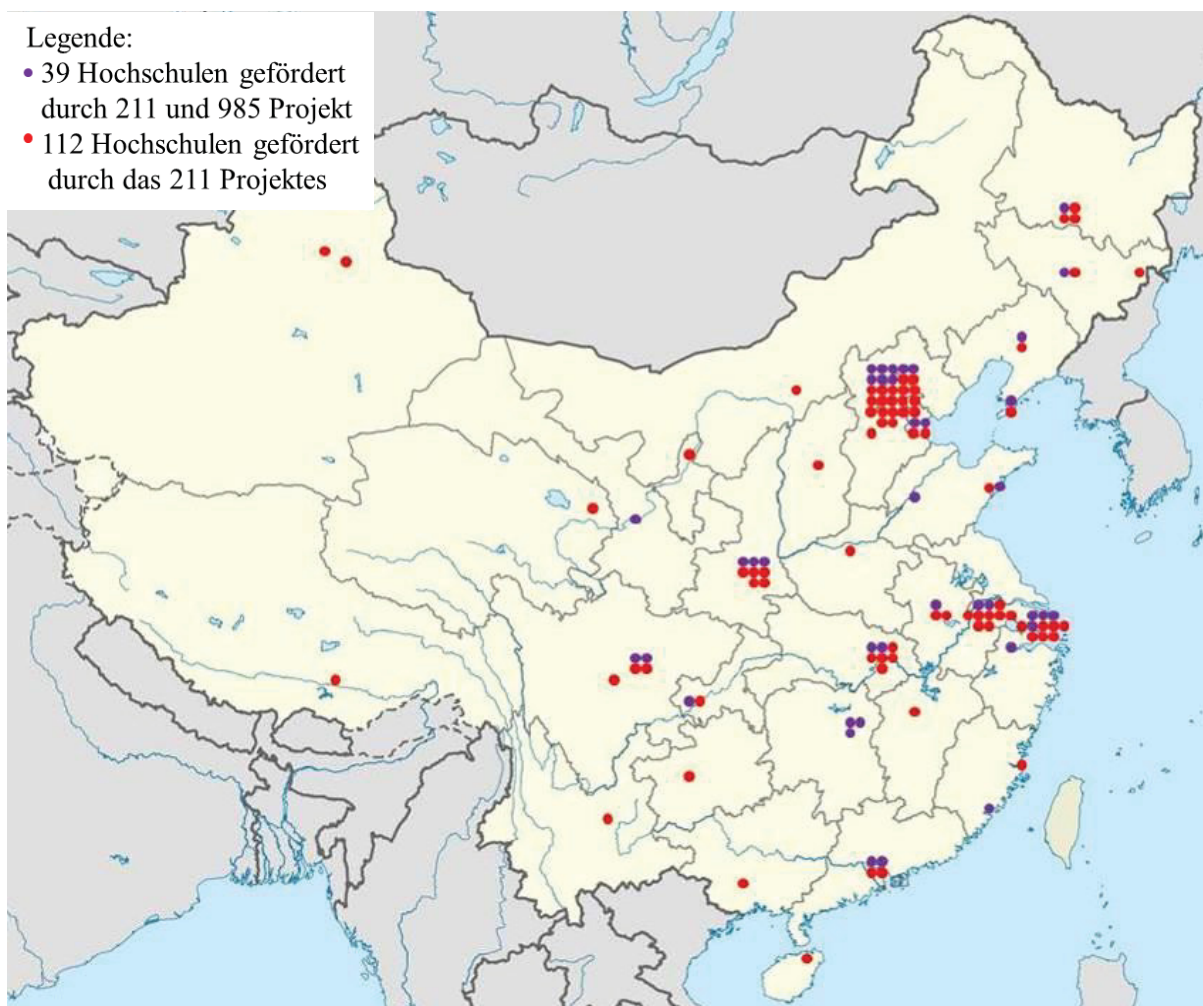 Legende:
39 Hochschulen gefördert
durch 211 und 985 Projekt
112 Hochschulen gefördert
durch das 211 Projektes